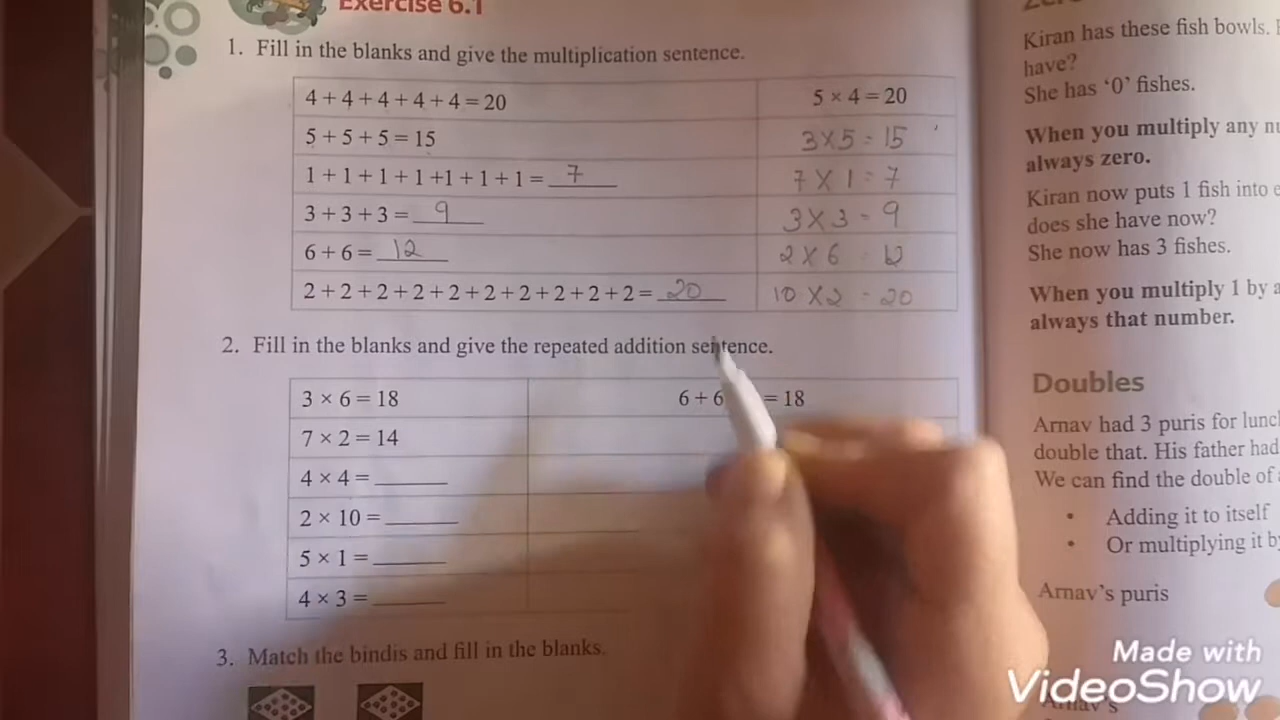 Exercise 6.1
1. Fill in the blanks and give the multiplication sentence.
4 + 4 + 4 + 4 + 4 = 20 5 × 4 = 20
5 + 5 + 5 = 15 3 × 5 = 15
1 + 1 + 1 + 1 +1 + 1 + 1 = 7 7 × 1 = 7
3 + 3 + 3 = 9 3 × 3 = 9
6 + 6 = 12 2 × 6 = 12
2 + 2 + 2 + 2 + 2 + 2 + 2 + 2 + 2 + 2 = 20 10 × 2 = 20
2. Fill in the blanks and give the repeated addition sentence.
3 × 6 = 18 6 + 6 = 18
7 × 2 = 14
4 × 4 = ______
2 × 10 = ______
5 × 1 = ______
4 × 3 = ______
3. Match the bindis and fill in the blanks.
Kiran has these fish bowls.
have?
She has ‘0’ fishes.
When you multiply any
always zero.
Kiran now puts 1 fish into
does she have now?
She now has 3 fishes.
When you multiply 1 by a
always that number.
Doubles
Arnav had 3 puris for
double that. His father had
We can find the double of
• Adding it to itself
• Or multiplying it
Arnav’s puris
Made with
VideoShow